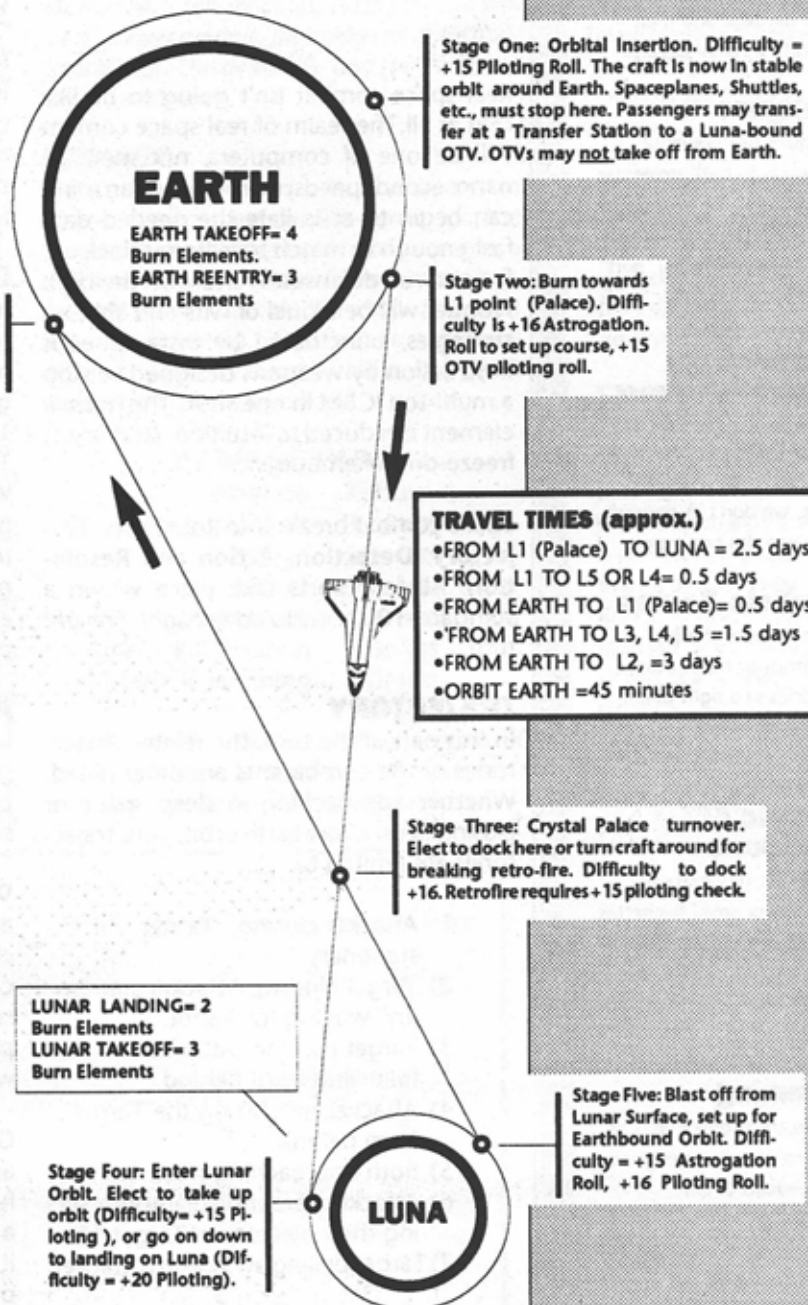 Stage One: Orbital Insertion. Difficulty =
+15 Piloting Roll. The craft is now in stable
orbit around Earth. Spaceplanes, Shuttles,
etc., must stop here. Passengers may trans-
fer at a Transfer Station to a Luna-bound
OTV. OTVs may not take off from Earth.
EARTH
EARTH TAKEOFF= 4
Burn Elements.
EARTH REENTRY= 3
Burn Elements
Stage Two: Burn towards
L1 point (Palace). Diffi-
culty is +16 Astrogation.
Roll to set up course, +15
OTV piloting roll.
TRAVEL TIMES (approx.)
•FROM L1 (Palace) TO LUNA = 2.5 days
•FROM L1 TO L5 OR L4= 0.5 days
•FROM EARTH TO L1 (Palace)= 0.5 days
•'FROM EARTH TO L3, L4, L5 =1.5 days
•FROM EARTH TO L2, =3 days
•ORBIT EARTH =45 minutes
Stage Three: Crystal Palace turnover.
Elect to dock here or turn craft around for
breaking retro-fire. Difficulty to dock
+16. Retrofire requires +15 piloting check.
LUNAR LANDING= 2
Burn Elements
LUNAR TAKEOFF= 3
Burn Elements
Stage Four: Enter Lunar
Orbit. Elect to take up
orbit (Difficulty= +15 Pi-
loting ), or go on down
to landing on Luna (Dif-
ficulty = +20 Piloting).
LUNA
Stage Five: Blast off from
Lunar Surface, set up for
Earthbound Orbit. Diffi-
culty = +15 Astrogation
Roll, +16 Piloting Roll.